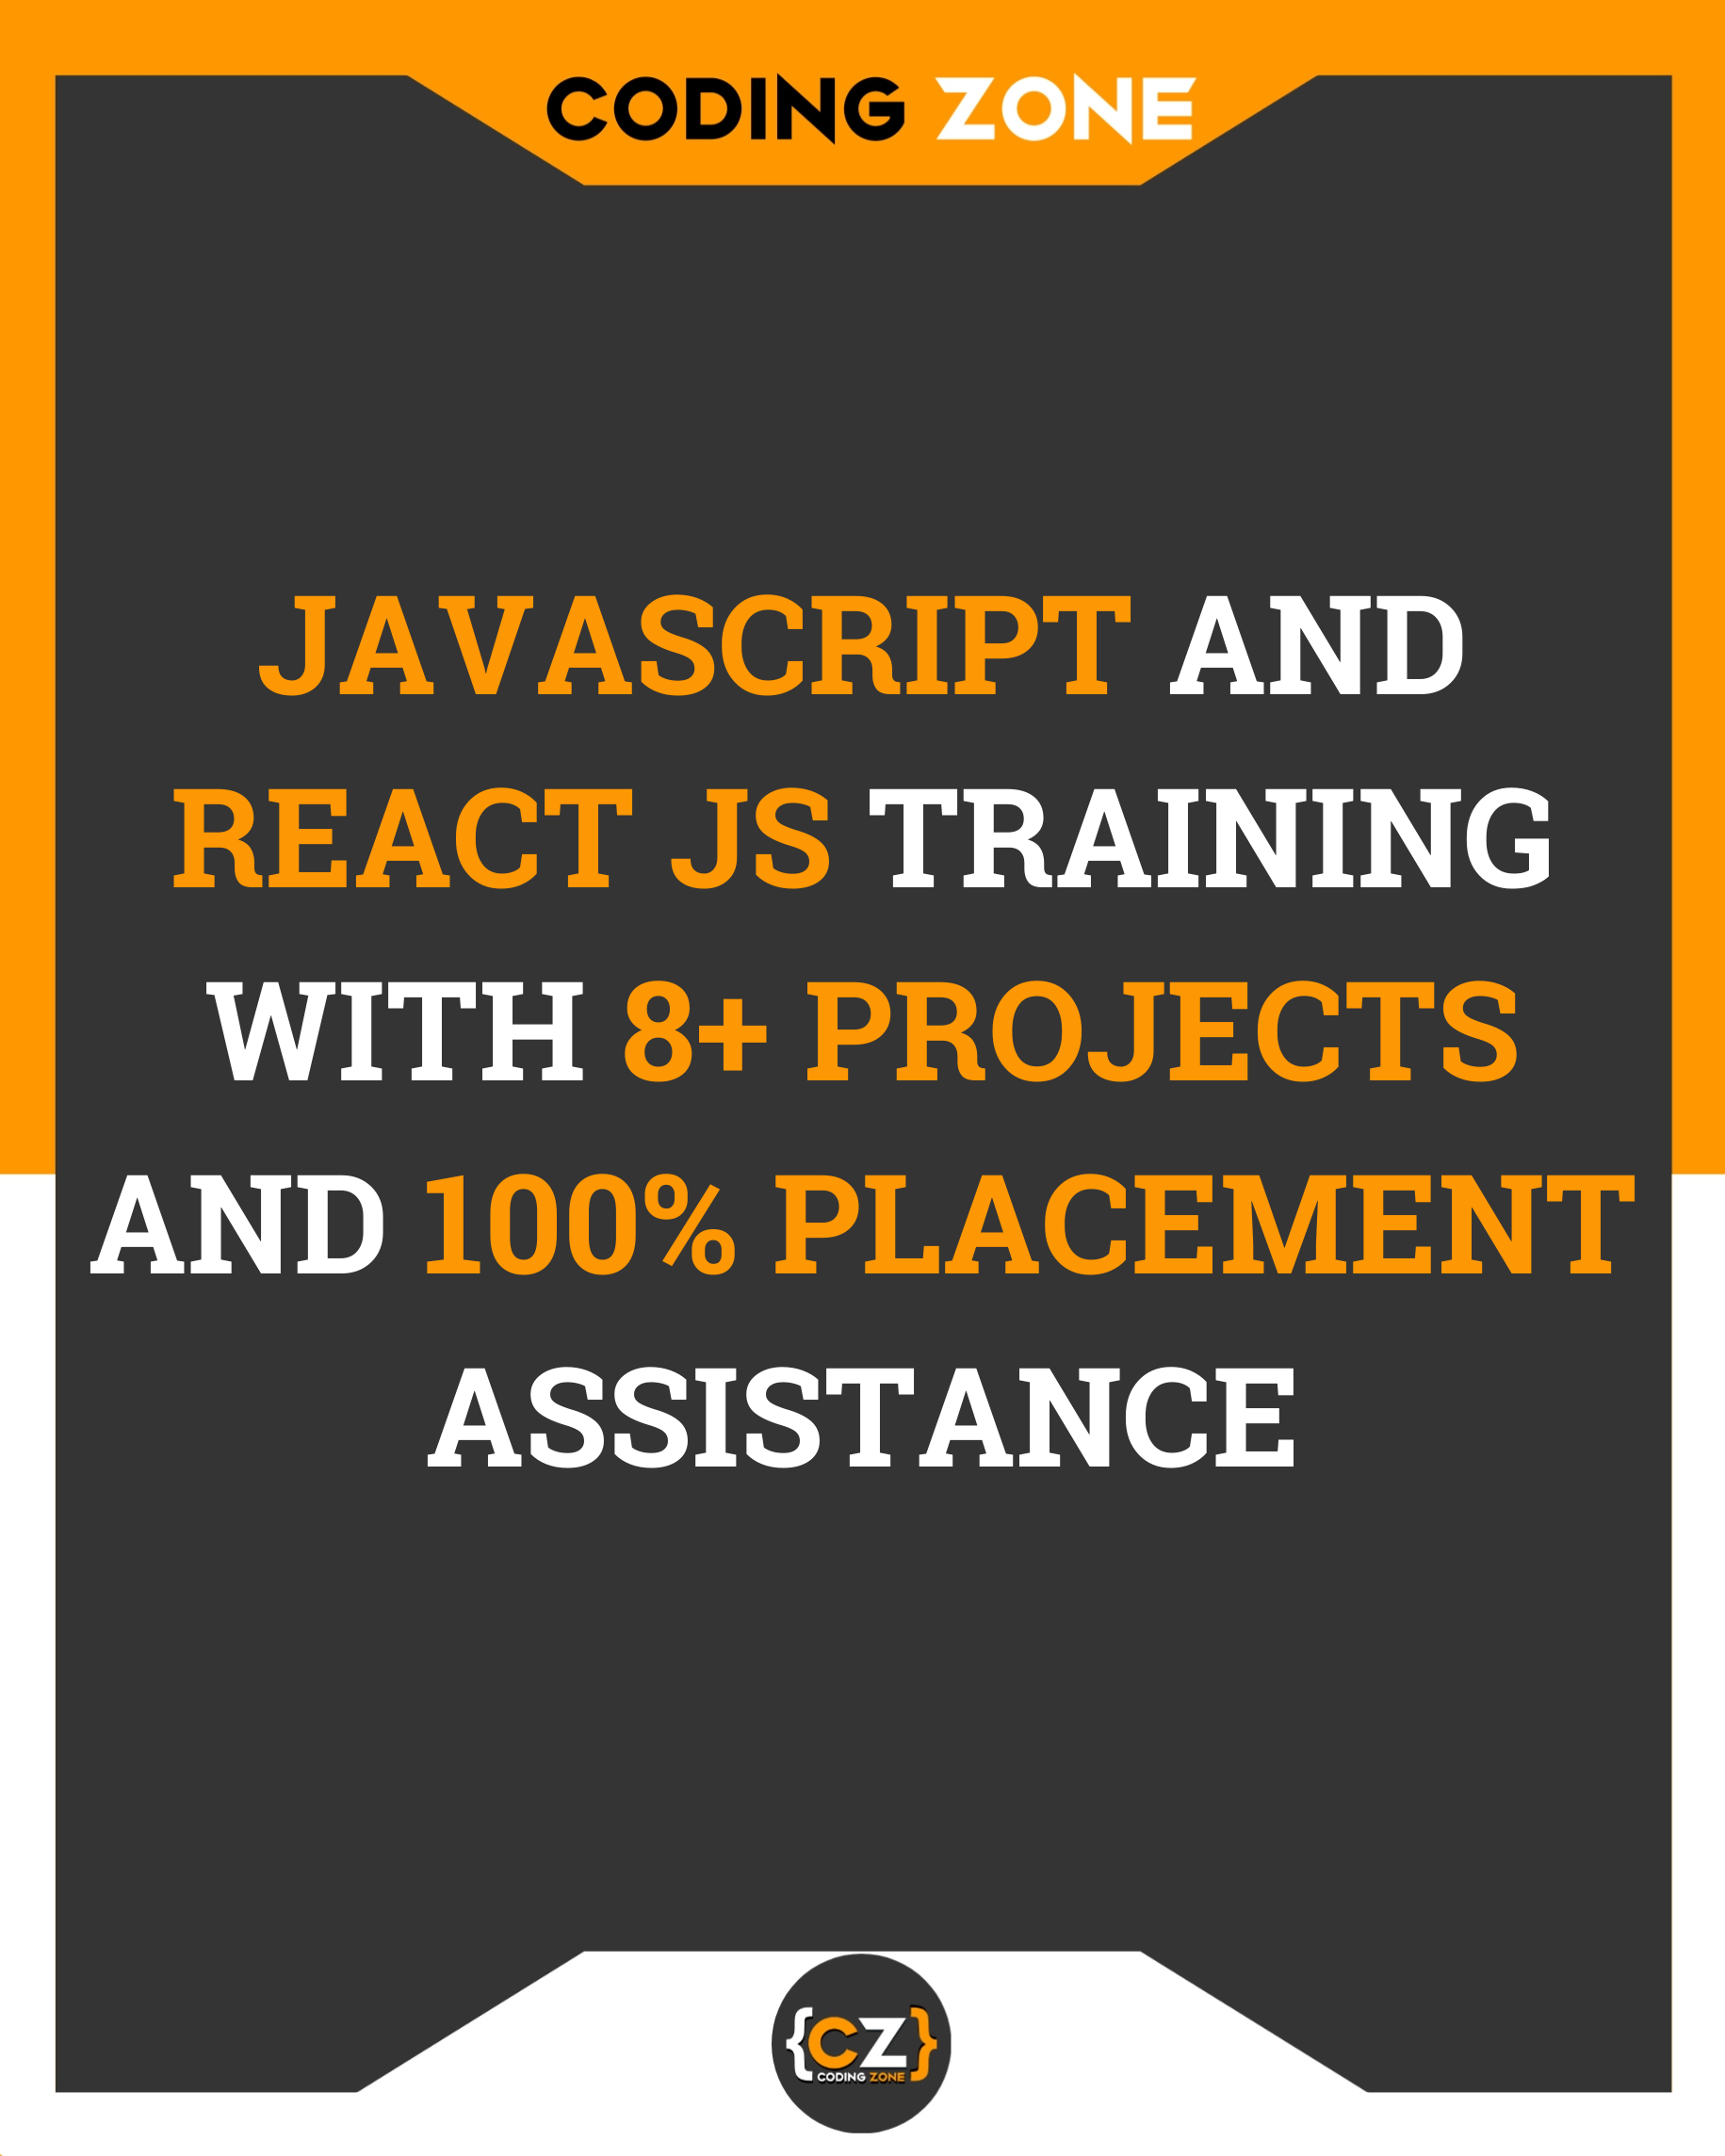 CODING ZONE
JAVASCRIPT AND
REACT JS TRAINING
WITH 8+ PROJECTS
AND 100% PLACEMENT
ASSISTANCE
{CZ}
CODING ZONE